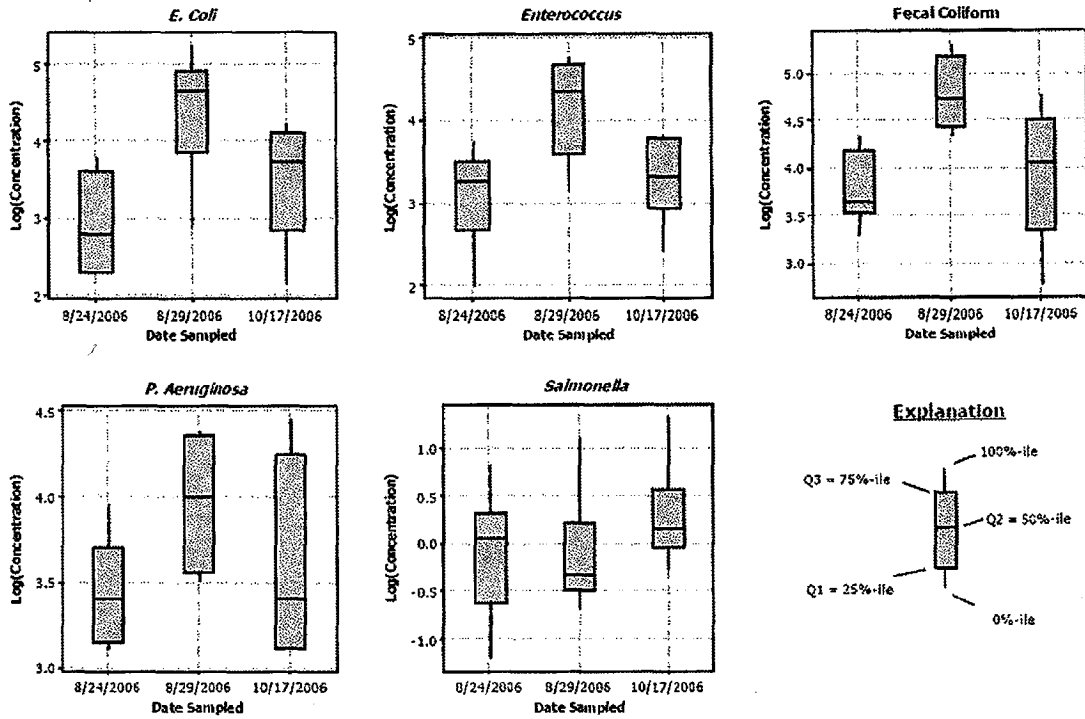 E. Coli
Log(Concentration)
5
4
3
2
8/24/2006 8/29/2006 10/17/2006
Date Sampled
Enterococcus
Log(Concentration)
5
4
3
2
8/24/2006 8/29/2006 10/17/2006
Date Sampled
Fecal Coliform
Log(Concentration)
5.0
4.5
4.0
3.5
3.0
8/24/2006 8/29/2006 10/17/2006
Date Sampled
P. Aeruginosa
Log(Concentration)
4.5
4.0
3.5
3.0
8/24/2006 8/29/2006 10/17/2006
Date Sampled
Salmonella
Log(Concentration)
1.0
0.5
0.0
-0.5
-1.0
8/24/2006 8/29/2006 10/17/2006
Date Sampled
Explanation
100%-ile
Q3 = 75%-ile
Q2 = 50%-ile
Q1 = 25%-ile
0%-ile